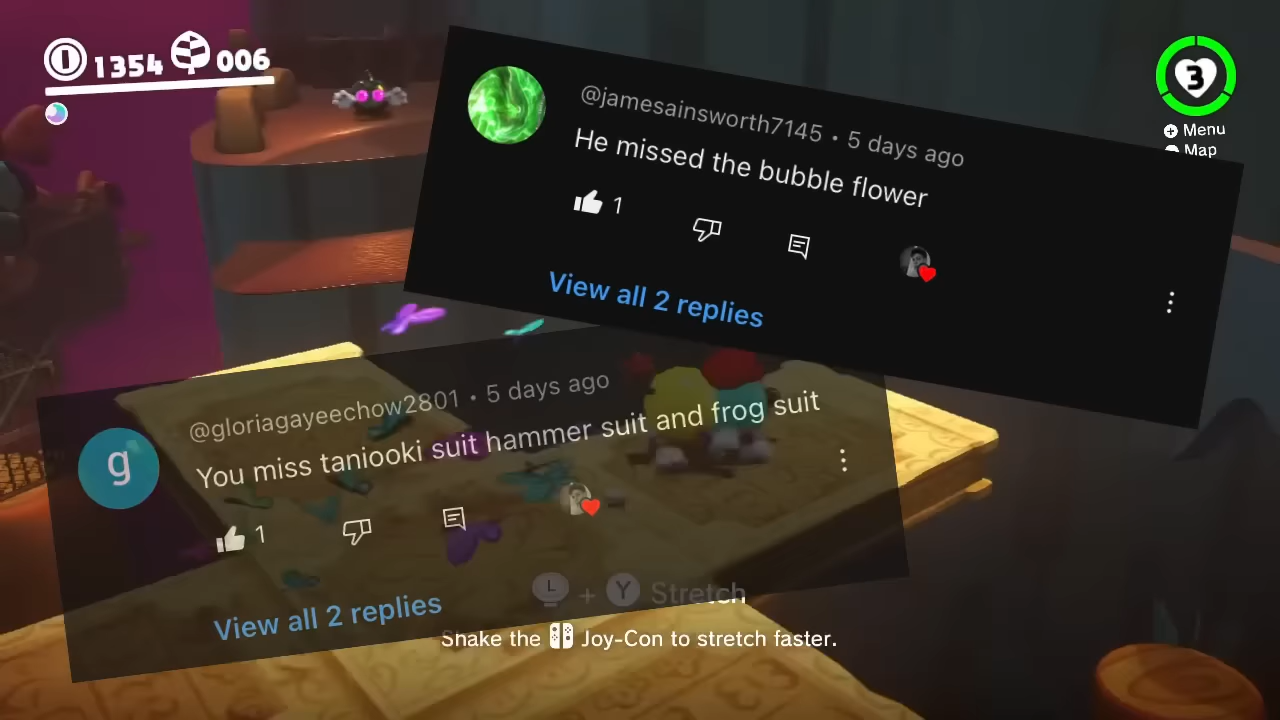 1354 006
3
Menu
Map
@jamesainsworth7145 • 5 days ago
He missed the bubble flower
1
View all 2 replies
@gloriagayeechow2801 • 5 days ago
g
You miss taniooki suit hammer suit and frog suit
1
View all 2 replies
L + Y Stretch
Snake the Joy-Con to stretch faster.